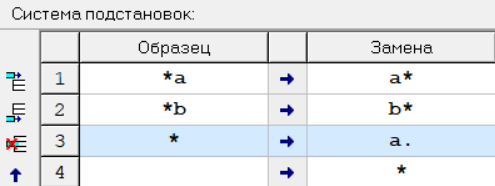 Система подстановок:
Образец Замена
1 *a → a*
2 *b → b*
3 * → a.
4 → *